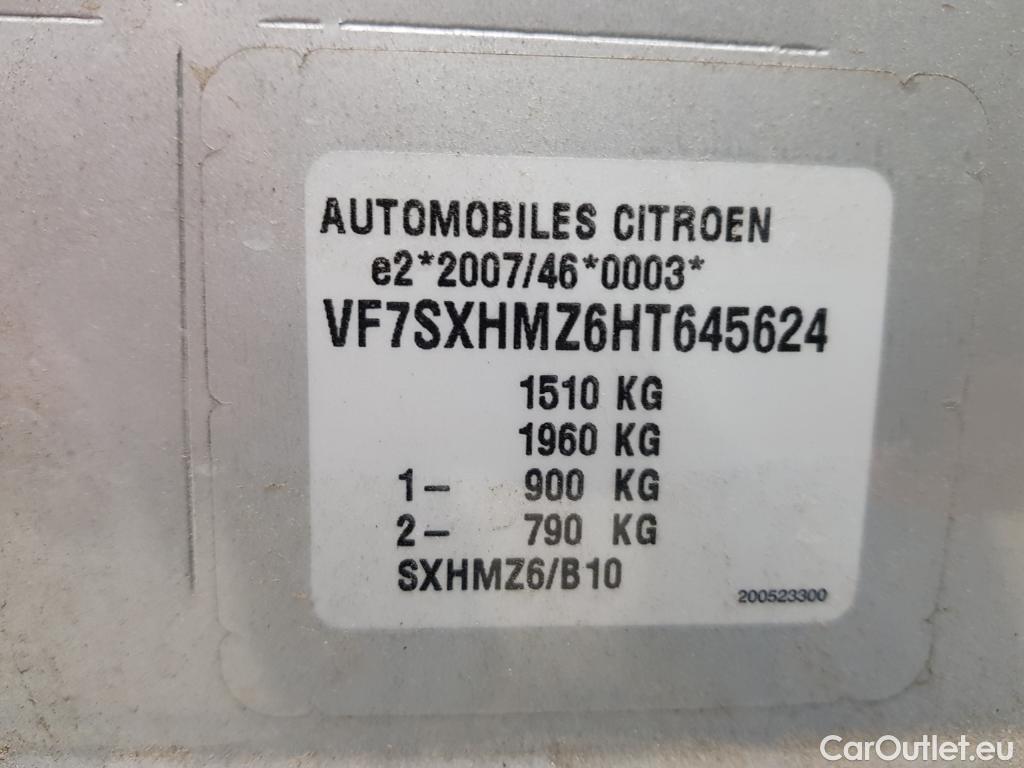 AUTOMOBILES CITROEN
e2*2007/46*0003*
VF7SXHMZ6HT645624
1510 KG
1960 KG
1- 900 KG
2- 790 KG
SXHMZ6/B10
200523300
CarOutlet.eu